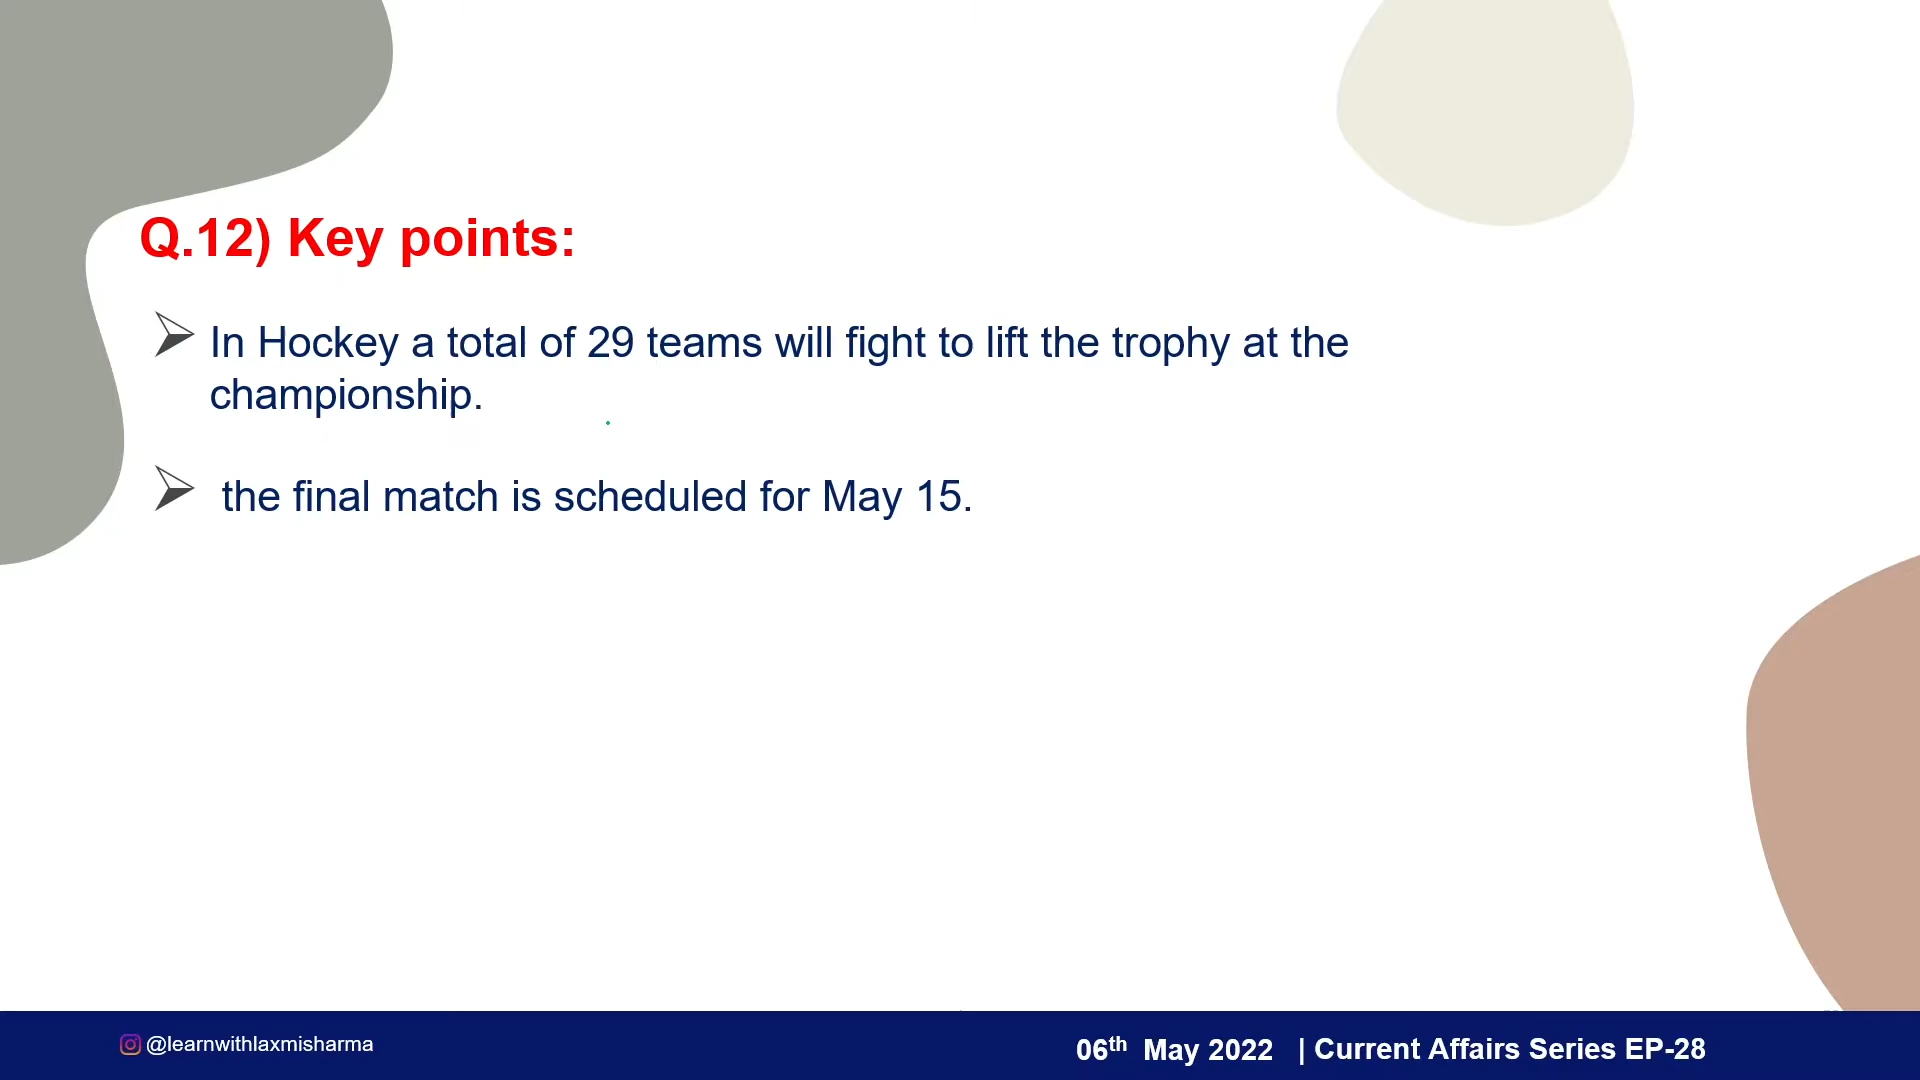 Q.12) Key points:
In Hockey a total of 29 teams will fight to lift the trophy at the
championship.
the final match is scheduled for May 15.
@learnwithlaxmisharma
06th May 2022 | Current Affairs Series EP-28